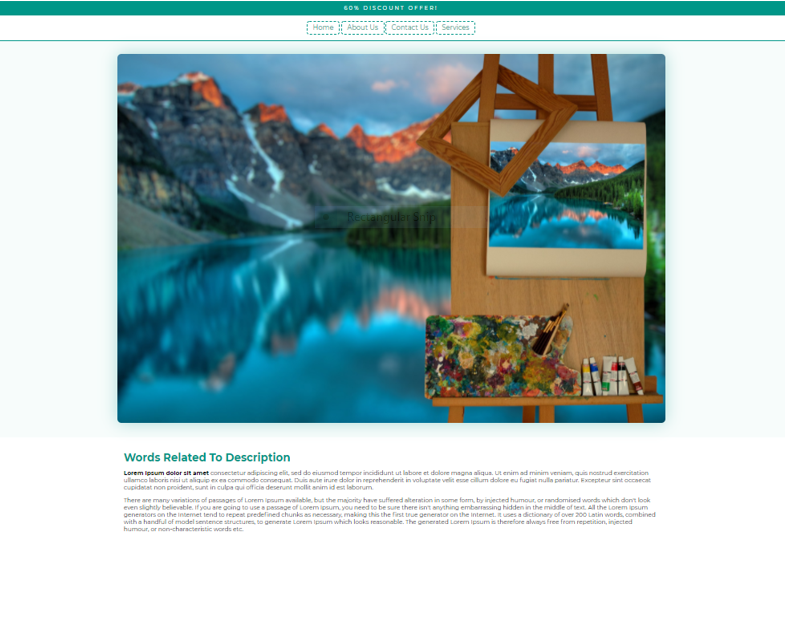 60% DISCOUNT OFFER!
Home About Us Contact Us Services
Rectangular Snip
Words Related To Description
Lorem ipsum dolor sit amet consectetur adipiscing elit, sed do eiusmod tempor incididunt ut labore et dolore magna aliqua. Ut enim ad minim veniam, quis nostrud exercitation
ullamco laboris nisi ut aliquip ex ea commodo consequat. Duis aute irure dolor in reprehenderit in voluptate velit esse cillum dolore eu fugiat nulla pariatur. Excepteur sint occaecat
cupidatat non proident, sunt in culpa qui officia deserunt mollit anim id est laborum.
There are many variations of passages of Lorem Ipsum available, but the majority have suffered alteration in some form, by injected humour, or randomised words which don't look
even slightly believable. If you are going to use a passage of Lorem Ipsum, you need to be sure there isn't anything embarrassing hidden in the middle of text. All the Lorem Ipsum
generators on the Internet tend to repeat predefined chunks as necessary, making this the first true generator on the Internet. It uses a dictionary of over 200 Latin words, combined
with a handful of model sentence structures, to generate Lorem Ipsum which looks reasonable. The generated Lorem Ipsum is therefore always free from repetition, injected
humour, or non-characteristic words etc.